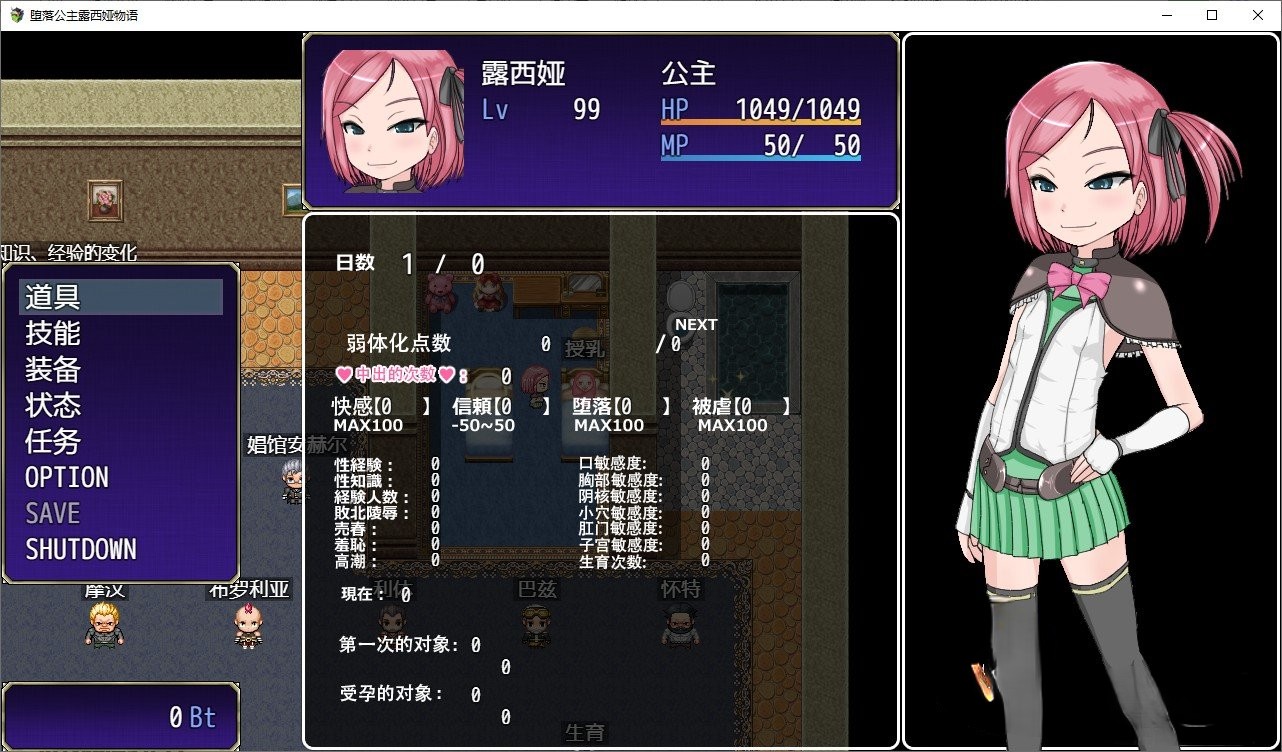 堕落公主露西娅物语
露西娅 公主
Lv 99 HP 1049/1049
MP 50/ 50
知识、经验的变化
道具
技能
装备
状态
任务
OPTION
SAVE
SHUTDOWN
日数 1 / 0
NEXT
弱体化点数 0 / 0
授乳
♥中出的次数♥: 0
快感【0 】 信頼【0 】 堕落【0 】 被虐【0 】
MAX100 -50~50 MAX100 MAX100
娼馆安赫尔
性経験: 0 口敏感度: 0
性知識: 0 胸部敏感度: 0
経験人数: 0 阴核敏感度: 0
敗北陵辱: 0 小穴敏感度: 0
売春: 0 肛门敏感度: 0
羞恥: 0 子宫敏感度: 0
高潮: 0 生育次数: 0
現在: 0
摩汉 布罗利亚 利休 巴兹 怀特
第一次的对象: 0
0
受孕的对象: 0
0
生育
0 Bt